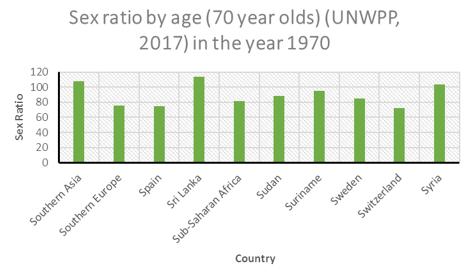 Sex ratio by age (70 year olds) (UNWPP,
2017) in the year 1970
120
100
80
60
40
20
0
Sex Ratio
Southern Asia
Southern Europe
Spain
Sri Lanka
Sub-Saharan Africa
Sudan
Suriname
Sweden
Switzerland
Syria
Country